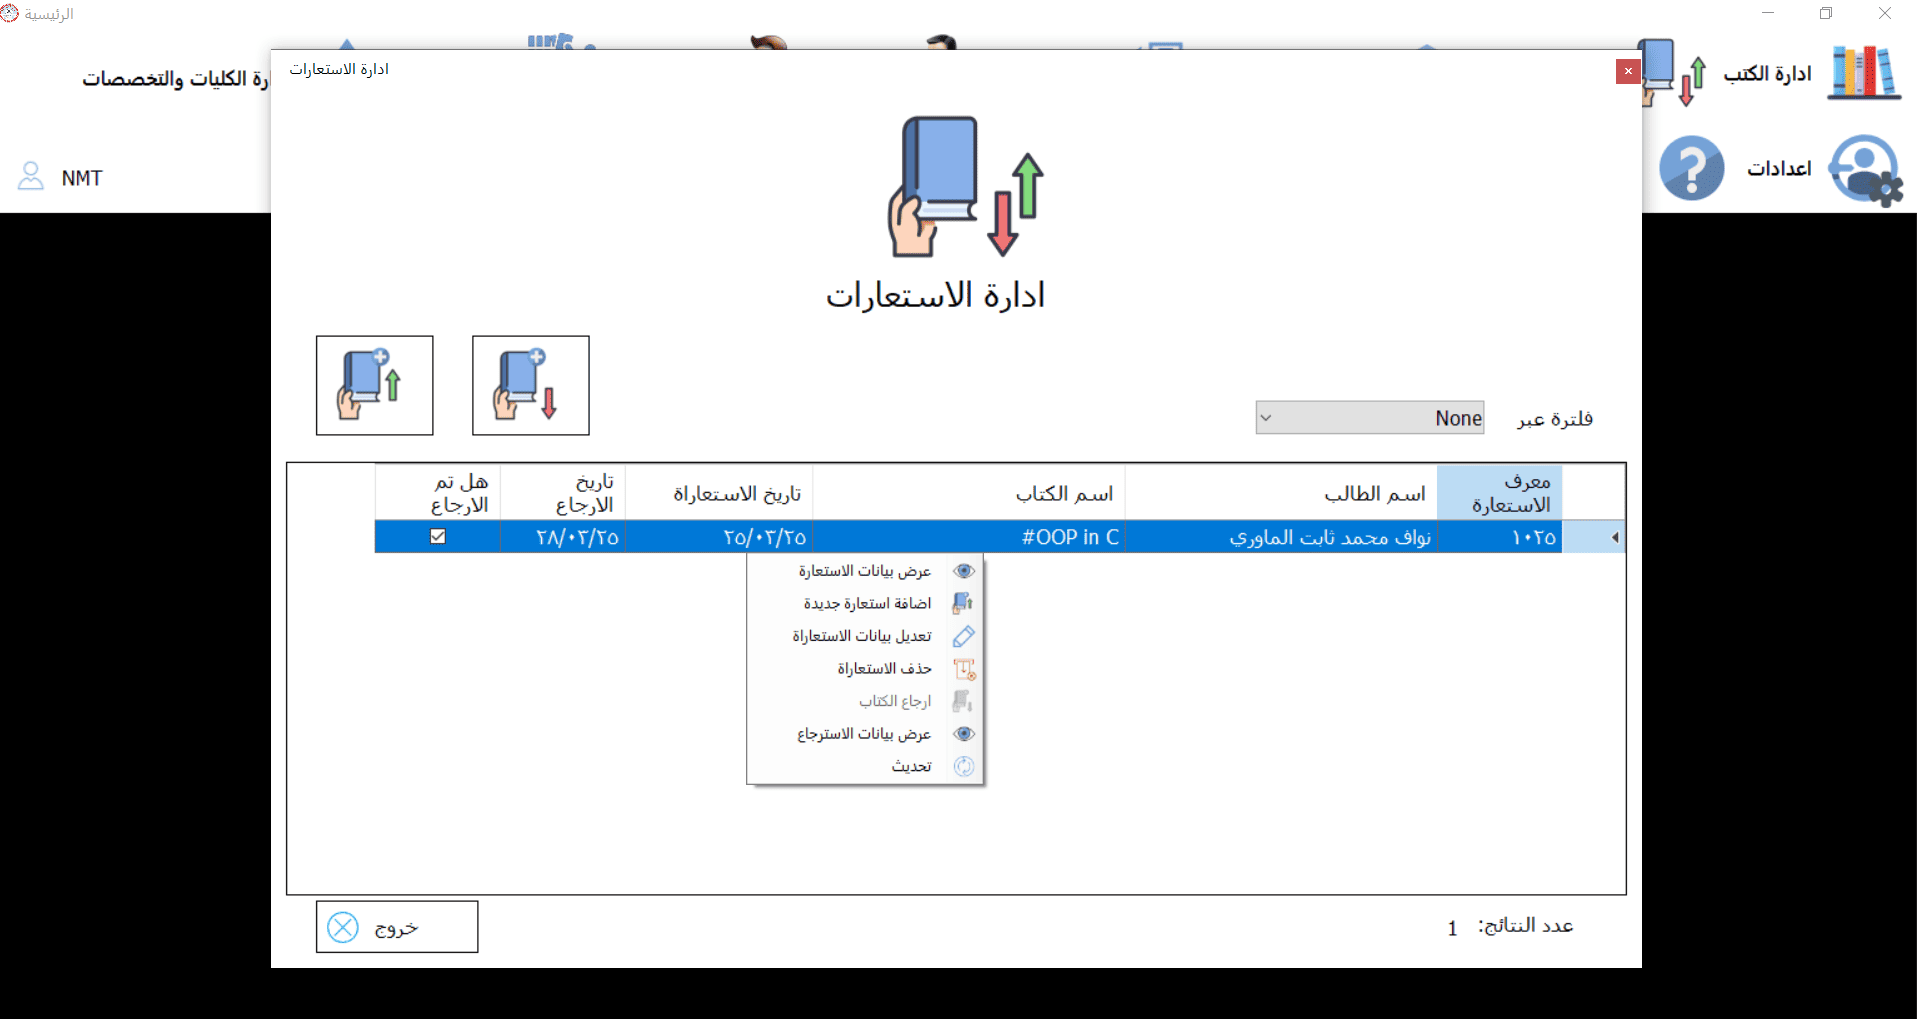 الرئيسية
ادارة الكتب
رة الكليات والتخصصات
اعدادات
NMT
ادارة الاستعارات
ادارة الاستعارات
فلترة عبر
None
معرف الاستعارة
اسم الطالب
اسم الكتاب
تاريخ الاستعاراة
تاريخ الارجاع
هل تم الارجاع
١٠٢٥
نواف محمد ثابت الماوري
OOP in C#
٢٥/٠٣/٢٥
٢٨/٠٣/٢٥
عرض بيانات الاستعارة
اضافة استعارة جديدة
تعديل بيانات الاستعاراة
حذف الاستعاراة
ارجاع الكتاب
عرض بيانات الاسترجاع
تحديث
عدد النتائج: 1
خروج